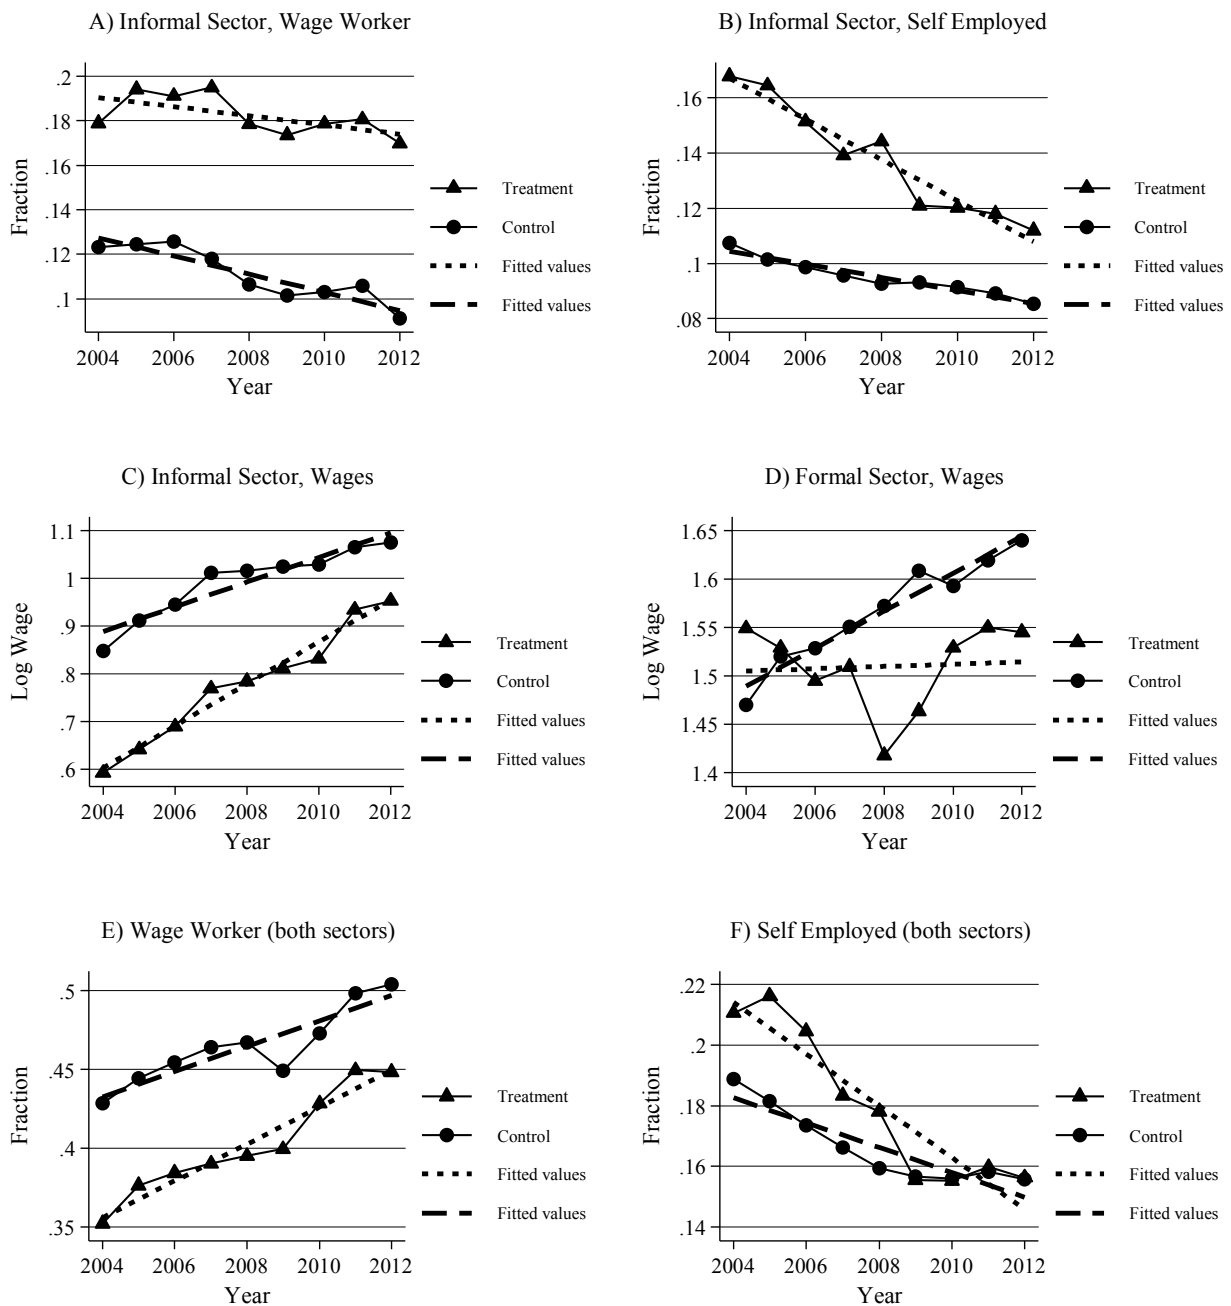 A) Informal Sector, Wage Worker
.2
.18
.16
.14
.12
.1
Fraction
2004 2006 2008 2010 2012
Year
Treatment
Control
Fitted values
Fitted values
B) Informal Sector, Self Employed
.16
.14
.12
.1
.08
Fraction
2004 2006 2008 2010 2012
Year
Treatment
Control
Fitted values
Fitted values
C) Informal Sector, Wages
1.1
1
.9
.8
.7
.6
Log Wage
2004 2006 2008 2010 2012
Year
Treatment
Control
Fitted values
Fitted values
D) Formal Sector, Wages
1.65
1.6
1.55
1.5
1.45
1.4
Log Wage
2004 2006 2008 2010 2012
Year
Treatment
Control
Fitted values
Fitted values
E) Wage Worker (both sectors)
.5
.45
.4
.35
Fraction
2004 2006 2008 2010 2012
Year
Treatment
Control
Fitted values
Fitted values
F) Self Employed (both sectors)
.22
.2
.18
.16
.14
Fraction
2004 2006 2008 2010 2012
Year
Treatment
Control
Fitted values
Fitted values